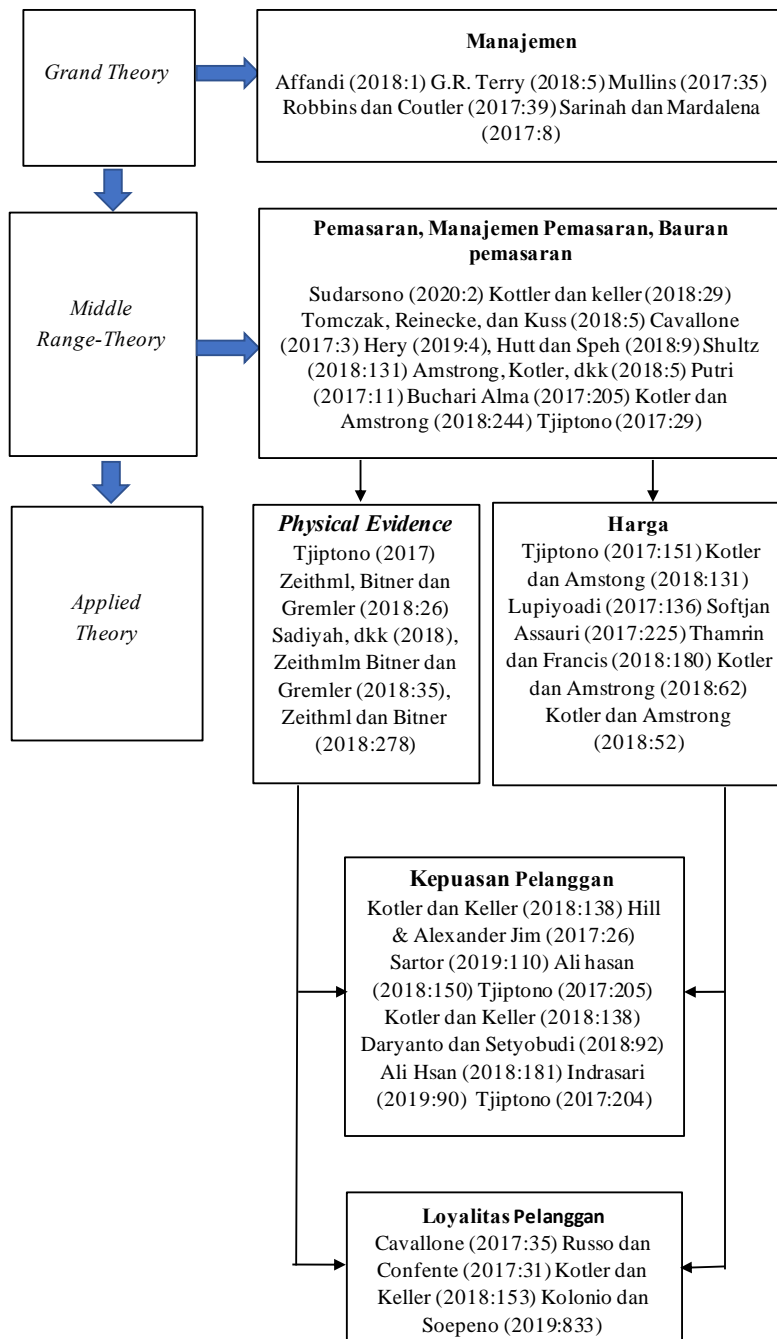 Grand Theory
Manajemen
Affandi (2018:1) G.R. Terry (2018:5) Mullins (2017:35)
Robbins dan Coutler (2017:39) Sarinah dan Mardalena
(2017:8)
Middle
Range-Theory
Pemasaran, Manajemen Pemasaran, Bauran
pemasaran
Sudarsono (2020:2) Kottler dan keller (2018:29)
Tomczak, Reinecke, dan Kuss (2018:5) Cavallone
(2017:3) Hery (2019:4), Hutt dan Speh (2018:9) Shultz
(2018:131) Amstrong, Kotler, dkk (2018:5) Putri
(2017:11) Buchari Alma (2017:205) Kotler dan
Amstrong (2018:244) Tjiptono (2017:29)
Applied
Theory
Physical Evidence
Tjiptono (2017)
Zeithml, Bitner dan
Gremler (2018:26)
Sadiyah, dkk (2018),
Zeithmlm Bitner dan
Gremler (2018:35),
Zeithml dan Bitner
(2018:278)
Harga
Tjiptono (2017:151) Kotler
dan Amstong (2018:131)
Lupiyoadi (2017:136) Softjan
Assauri (2017:225) Thamrin
dan Francis (2018:180) Kotler
dan Amstrong (2018:62)
Kotler dan Amstrong
(2018:52)
Kepuasan Pelanggan
Kotler dan Keller (2018:138) Hill
& Alexander Jim (2017:26)
Sartor (2019:110) Ali hasan
(2018:150) Tjiptono (2017:205)
Kotler dan Keller (2018:138)
Daryanto dan Setyobudi (2018:92)
Ali Hsan (2018:181) Indrasari
(2019:90) Tjiptono (2017:204)
Loyalitas Pelanggan
Cavallone (2017:35) Russo dan
Confente (2017:31) Kotler dan
Keller (2018:153) Kolonio dan
Soepeno (2019:833)